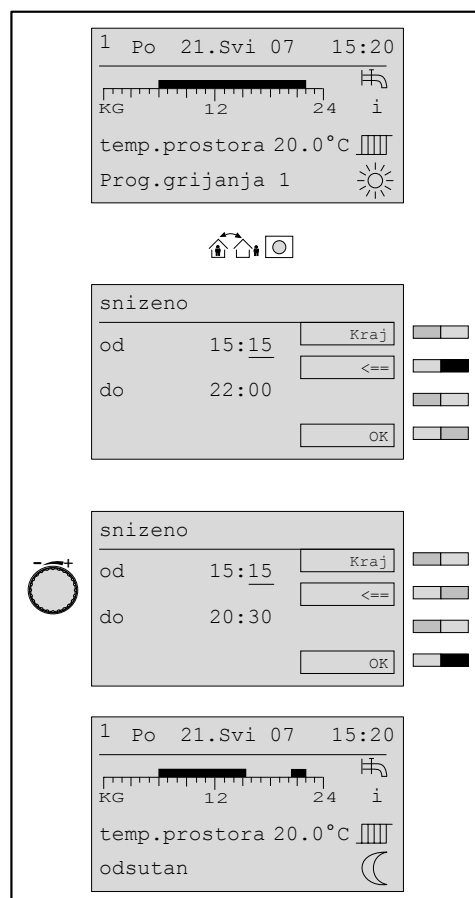 1 Po 21.Svi 07 15:20
KG 12 24 i
temp.prostora 20.0°C
Prog.grijanja 1
snizeno
Kraj
od 15:15
<==
do 22:00
OK
snizeno
Kraj
od 15:15
<==
do 20:30
OK
- +
1 Po 21.Svi 07 15:20
KG 12 24 i
temp.prostora 20.0°C
odsutan